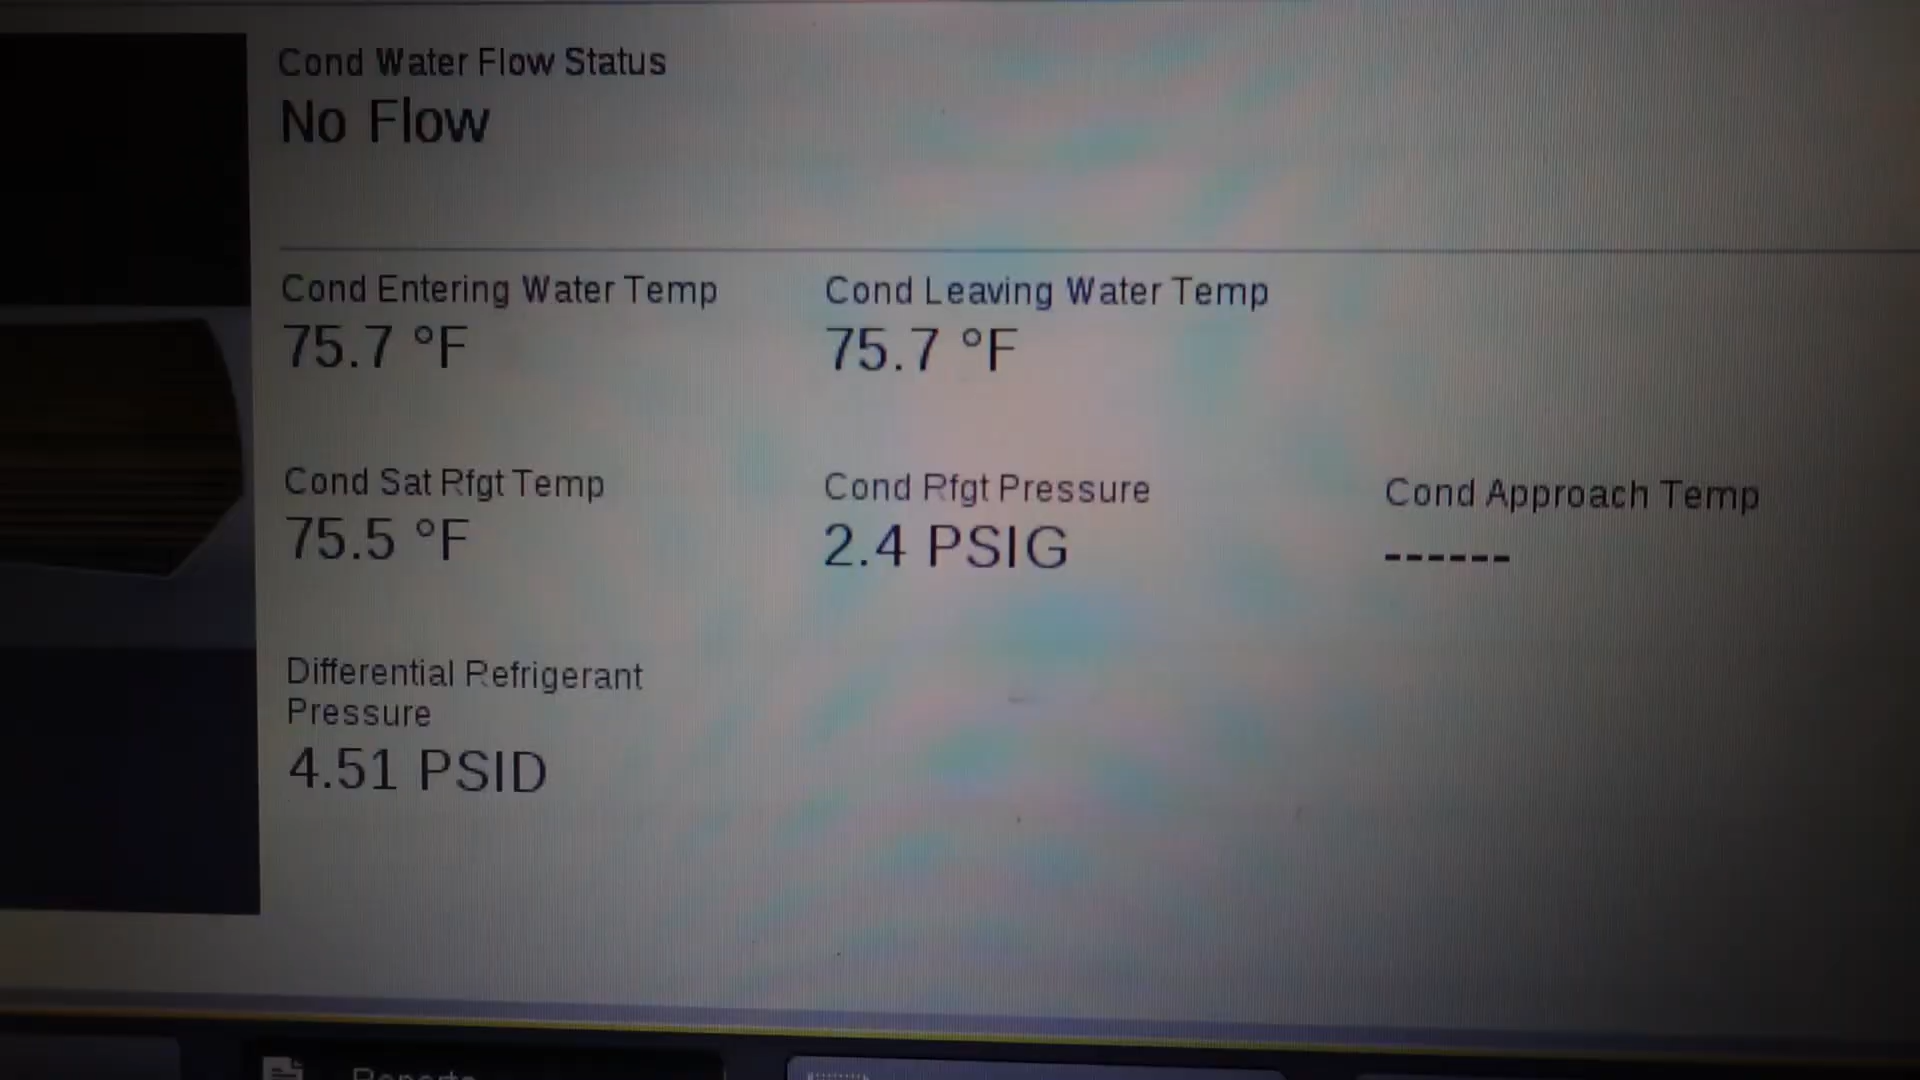 Cond Water Flow Status
No Flow
Cond Entering Water Temp
75.7 °F
Cond Leaving Water Temp
75.7 °F
Cond Sat Rfgt Temp
75.5 °F
Cond Rfgt Pressure
2.4 PSIG
Cond Approach Temp
------
Differential Refrigerant
Pressure
4.51 PSID
Reports